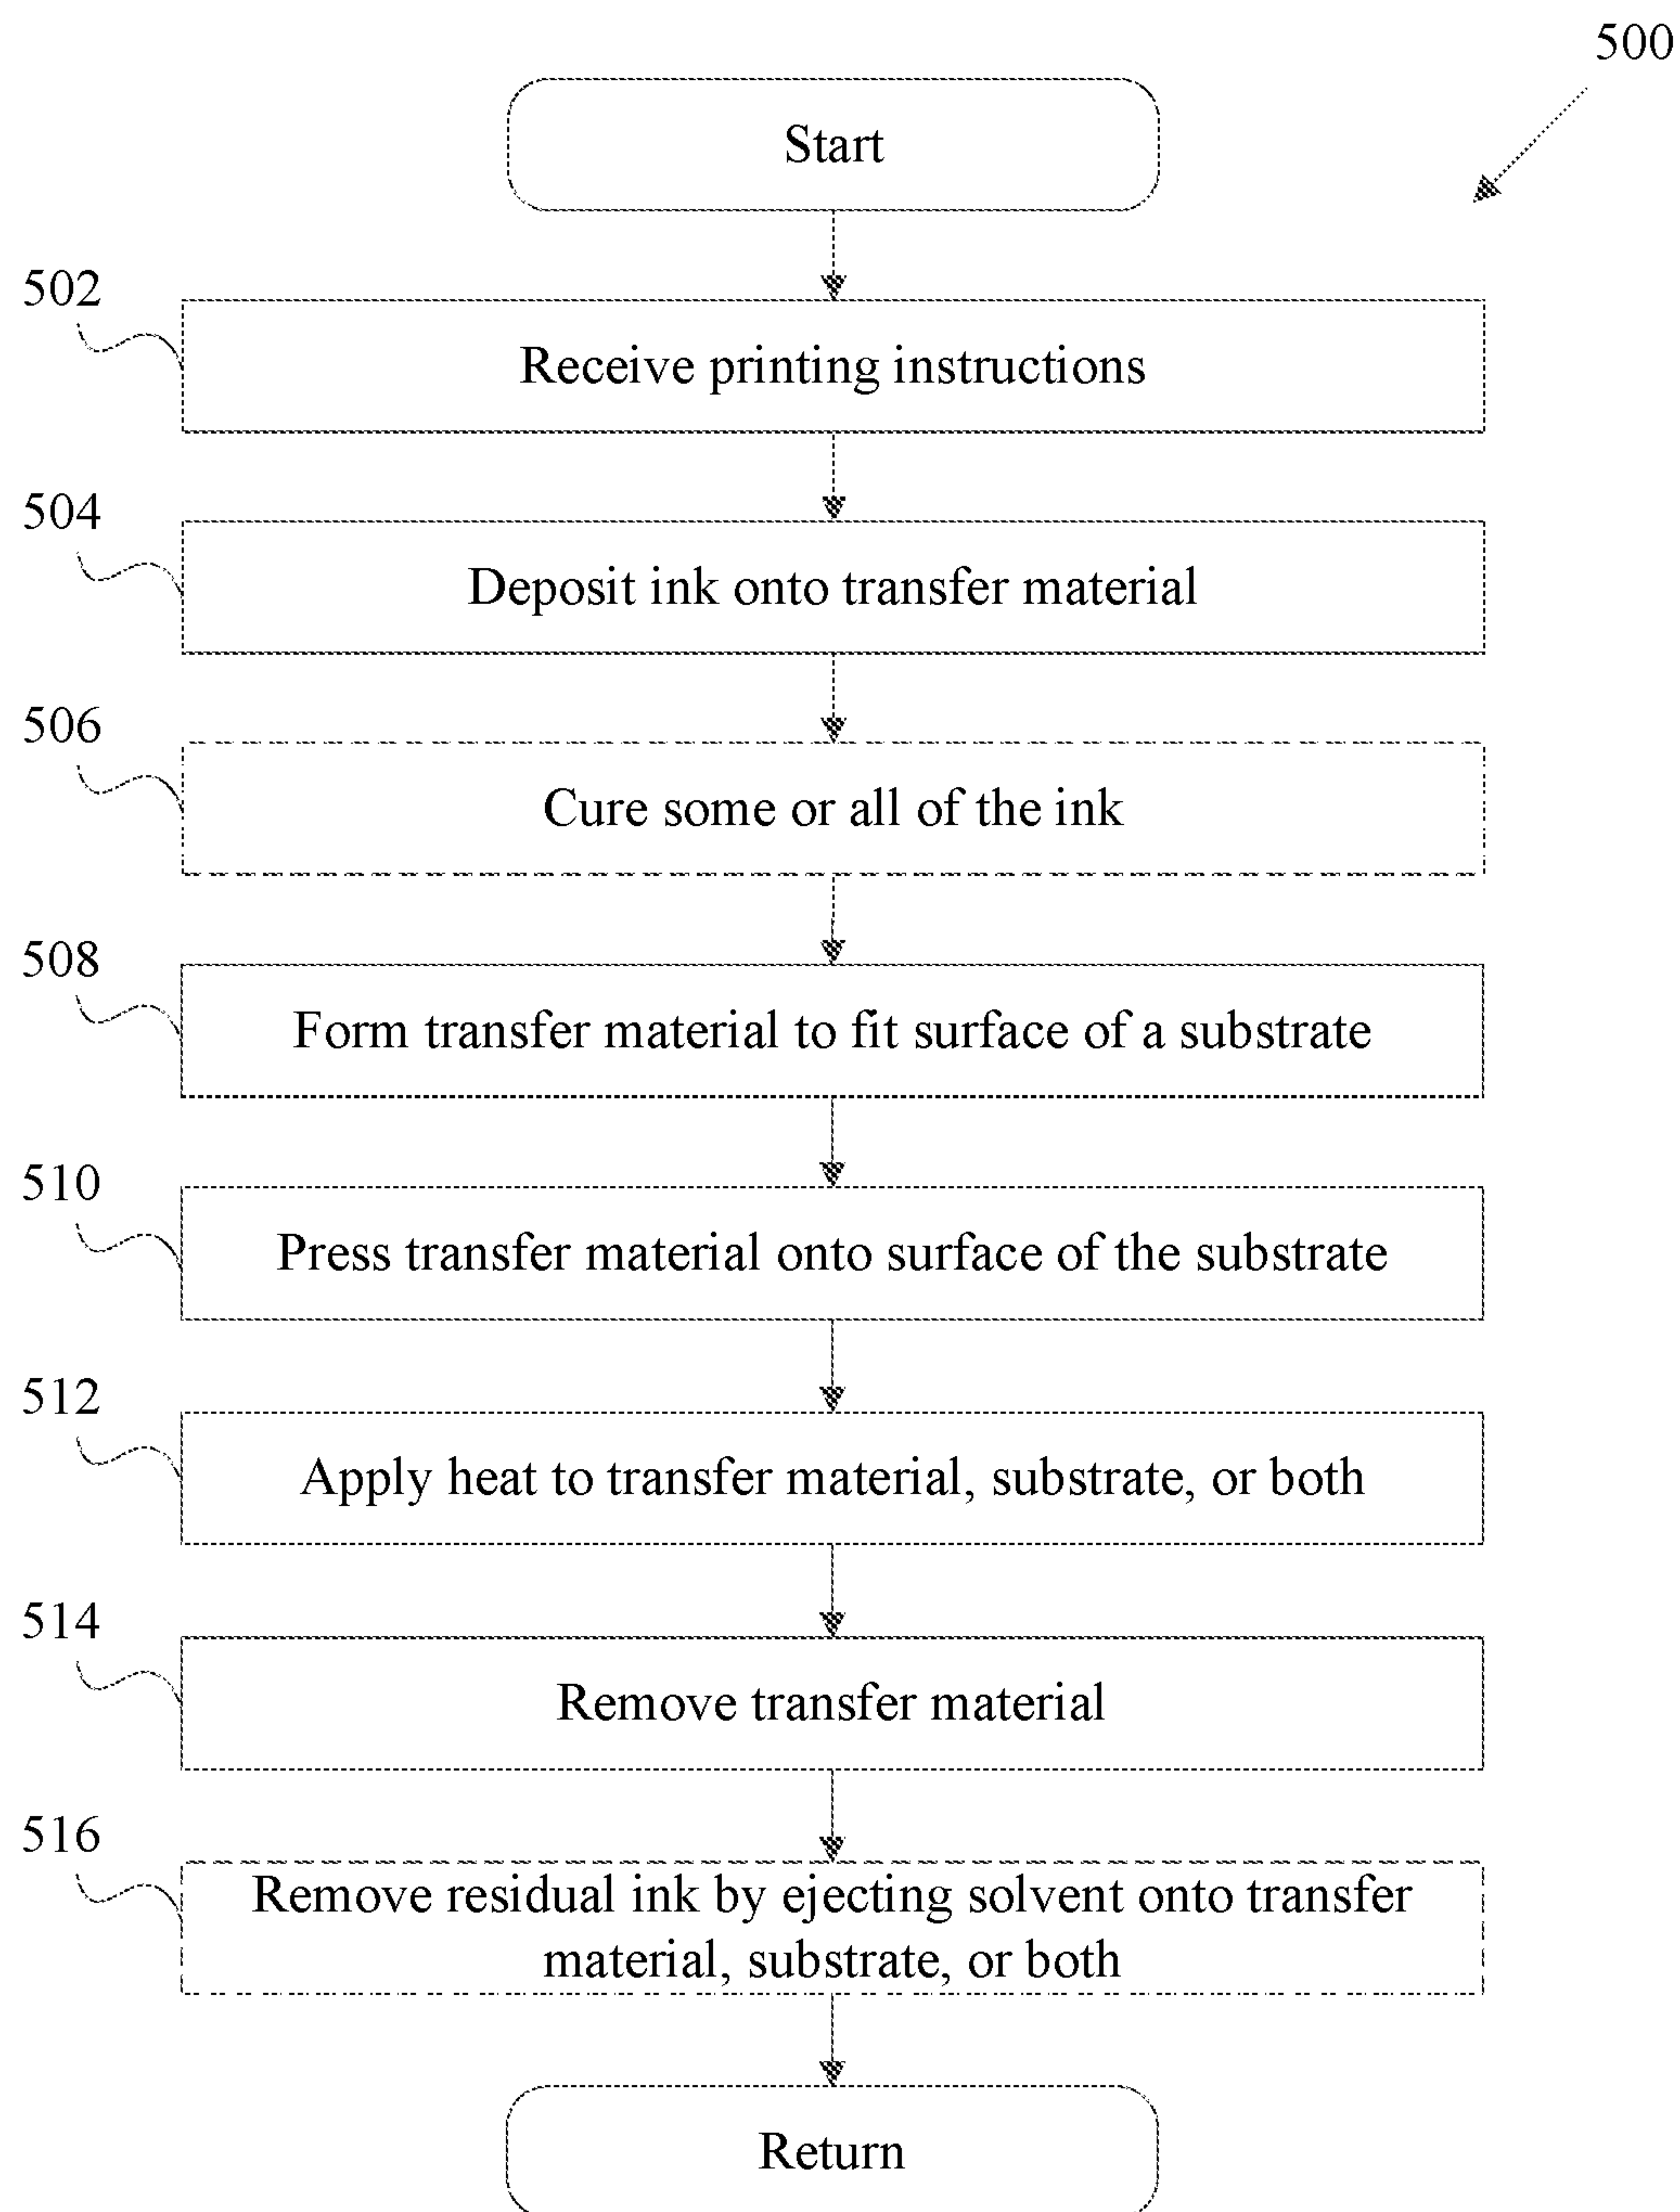 500
Start
502
Receive printing instructions
504
Deposit ink onto transfer material
506
Cure some or all of the ink
508
Form transfer material to fit surface of a substrate
510
Press transfer material onto surface of the substrate
512
Apply heat to transfer material, substrate, or both
514
Remove transfer material
516
Remove residual ink by ejecting solvent onto transfer
material, substrate, or both
Return